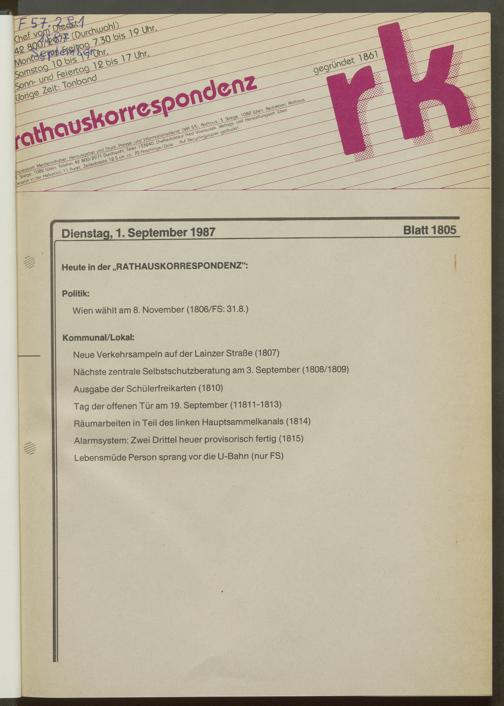 F 57.281
1987
September
Chef vom Dienst:
42 800/ (Durchwahl)
Montag bis Freitag 7.30 bis 19 Uhr,
Samstag 10 bis 17 Uhr,
Sonn- und Feiertag 12 bis 17 Uhr,
übrige Zeit: Tonband
rathauskorrespondenz
gegründet 1861
rk
Dienstag, 1. September 1987 Blatt 1805
Heute in der „RATHAUSKORRESPONDENZ":
Politik:
Wien wählt am 8. November (1806/FS: 31.8.)
Kommunal/Lokal:
Neue Verkehrsampeln auf der Lainzer Straße (1807)
Nächste zentrale Selbstschutzberatung am 3. September (1808/1809)
Ausgabe der Schülerfreikarten (1810)
Tag der offenen Tür am 19. September (11811-1813)
Räumarbeiten in Teil des linken Hauptsammelkanals (1814)
Alarmsystem: Zwei Drittel heuer provisorisch fertig (1815)
Lebensmüde Person sprang vor die U-Bahn (nur FS)